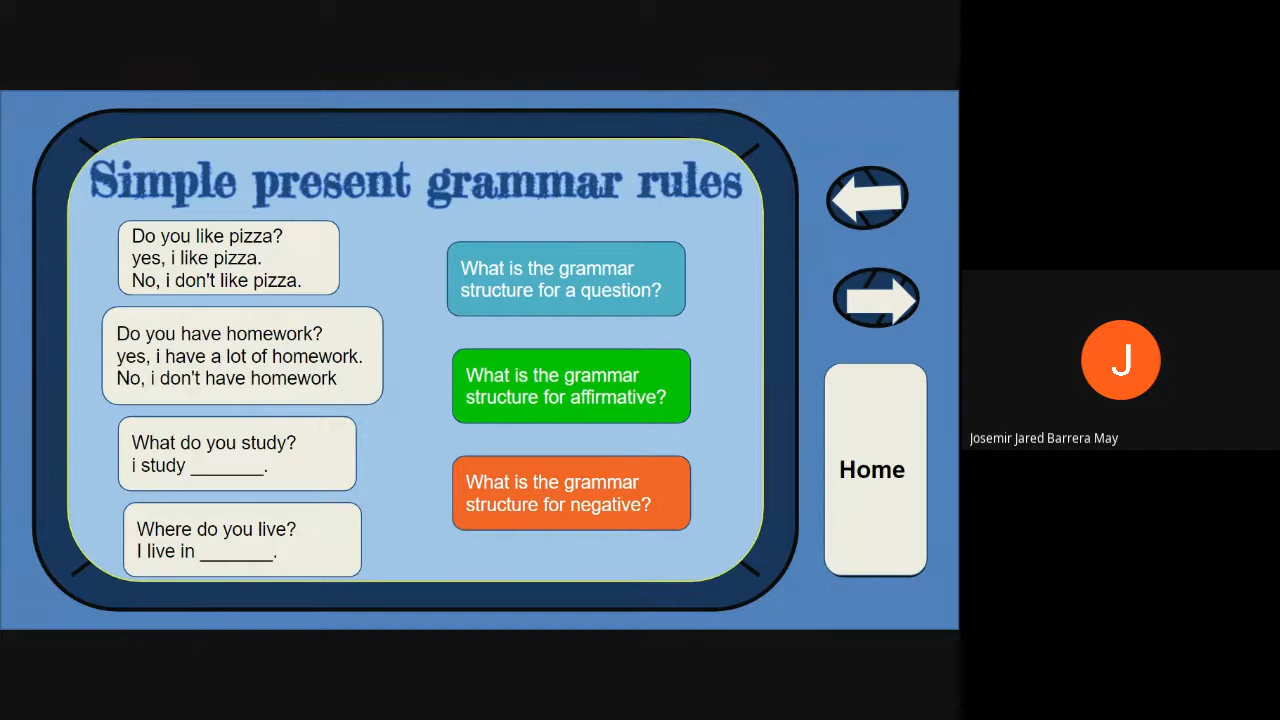 Simple present grammar rules
Do you like pizza?
yes, i like pizza.
No, i don't like pizza.
Do you have homework?
yes, i have a lot of homework.
No, i don't have homework
What do you study?
i study _______.
Where do you live?
I live in _______.
What is the grammar
structure for a question?
What is the grammar
structure for affirmative?
What is the grammar
structure for negative?
Home
J
Josemir Jared Barrera May